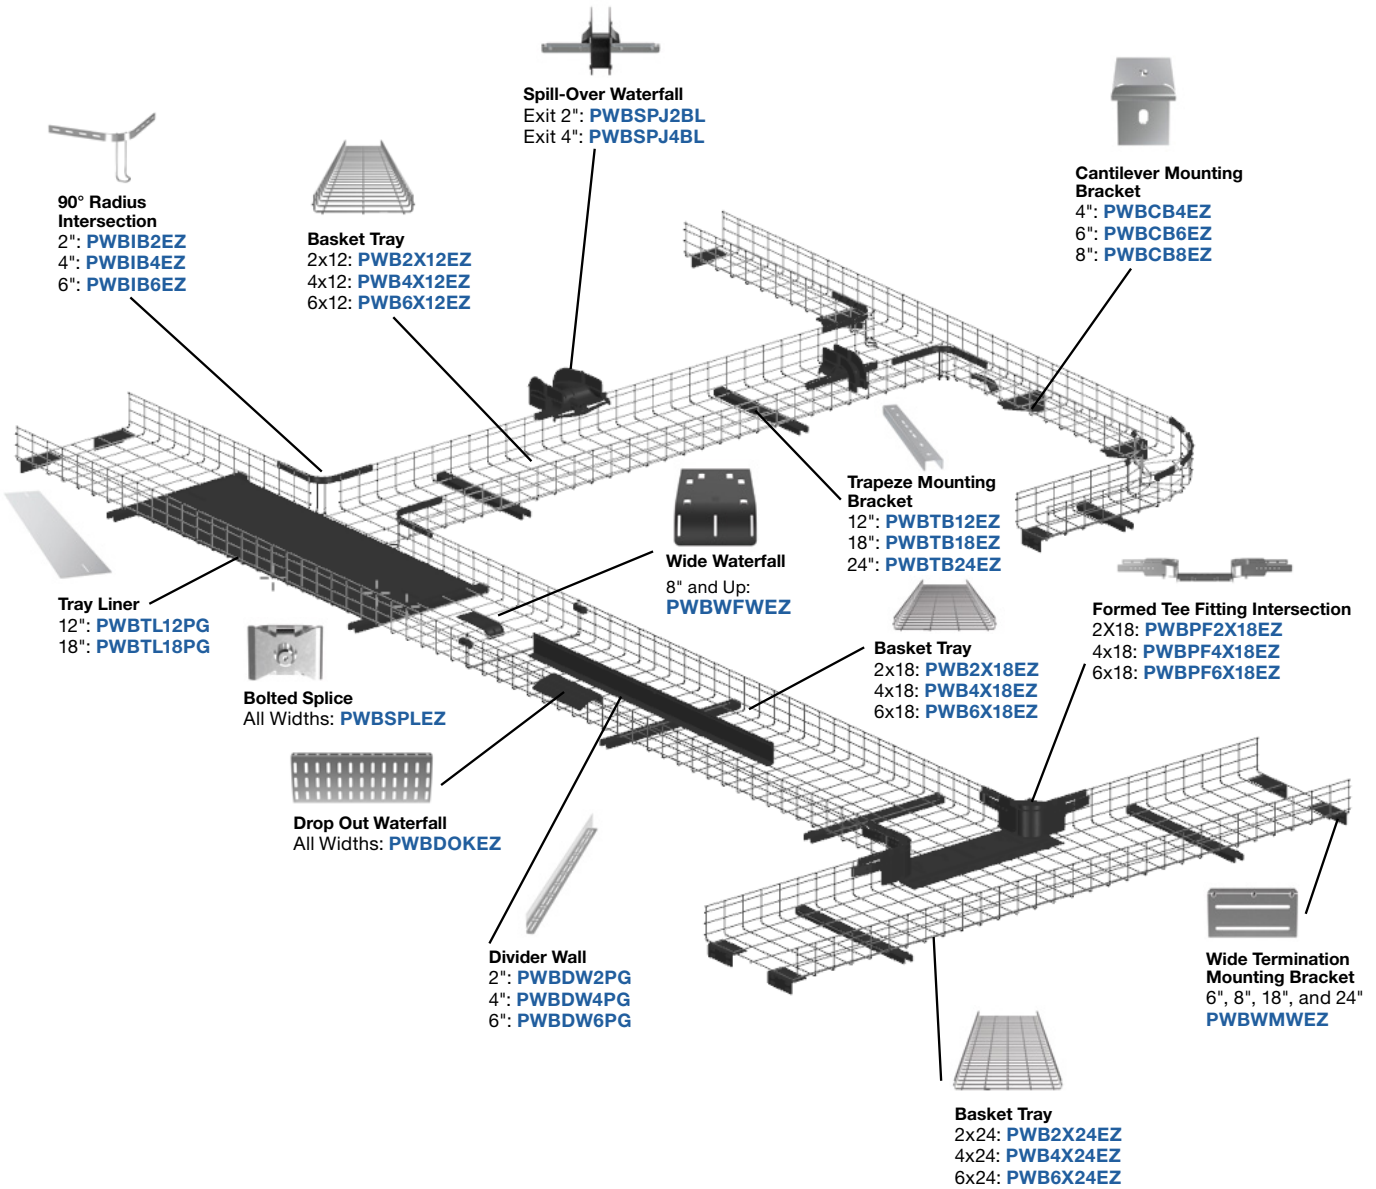 Spill-Over Waterfall
Exit 2": PWBSPJ2BL
Exit 4": PWBSPJ4BL
Cantilever Mounting
Bracket
4": PWBCB4EZ
6": PWBCB6EZ
8": PWBCB8EZ
90° Radius
Intersection
2": PWBIB2EZ
4": PWBIB4EZ
6": PWBIB6EZ
Basket Tray
2x12: PWB2X12EZ
4x12: PWB4X12EZ
6x12: PWB6X12EZ
Trapeze Mounting
Bracket
12": PWBTB12EZ
18": PWBTB18EZ
24": PWBTB24EZ
Wide Waterfall
8" and Up:
PWBWFWEZ
Tray Liner
12": PWBTL12PG
18": PWBTL18PG
Formed Tee Fitting Intersection
2X18: PWBPF2X18EZ
4x18: PWBPF4X18EZ
6x18: PWBPF6X18EZ
Basket Tray
2x18: PWB2X18EZ
4x18: PWB4X18EZ
6x18: PWB6X18EZ
Bolted Splice
All Widths: PWBSPLEZ
Drop Out Waterfall
All Widths: PWBDOKEZ
Divider Wall
2": PWBDW2PG
4": PWBDW4PG
6": PWBDW6PG
Wide Termination
Mounting Bracket
6", 8", 18", and 24"
PWBWMWEZ
Basket Tray
2x24: PWB2X24EZ
4x24: PWB4X24EZ
6x24: PWB6X24EZ